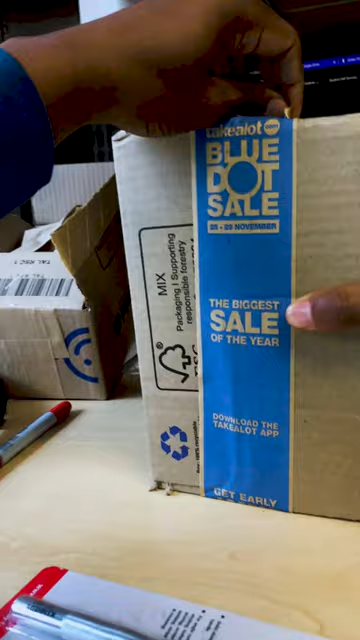 takealot com
BLUE
DOT
SALE
25 - 29 NOVEMBER
THE BIGGEST
SALE
OF THE YEAR
DOWNLOAD THE
TAKEALOT APP
GET EARLY
MIX
Packaging | Supporting
responsible forestry